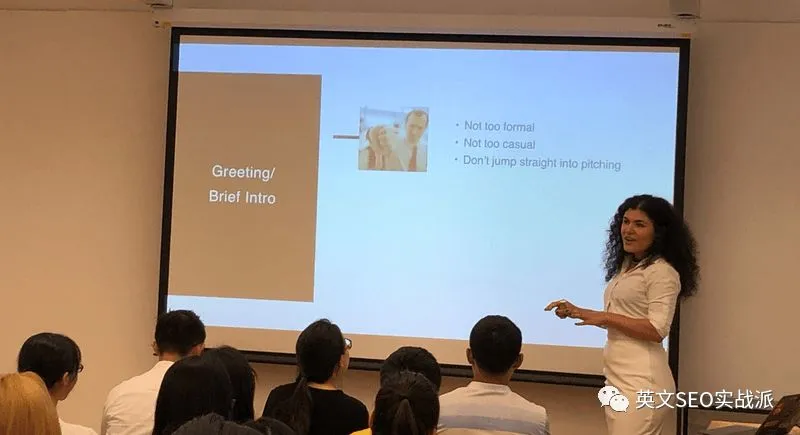 Greeting/
Brief Intro
• Not too formal
• Not too casual
• Don't jump straight into pitching
英文SEO实战派